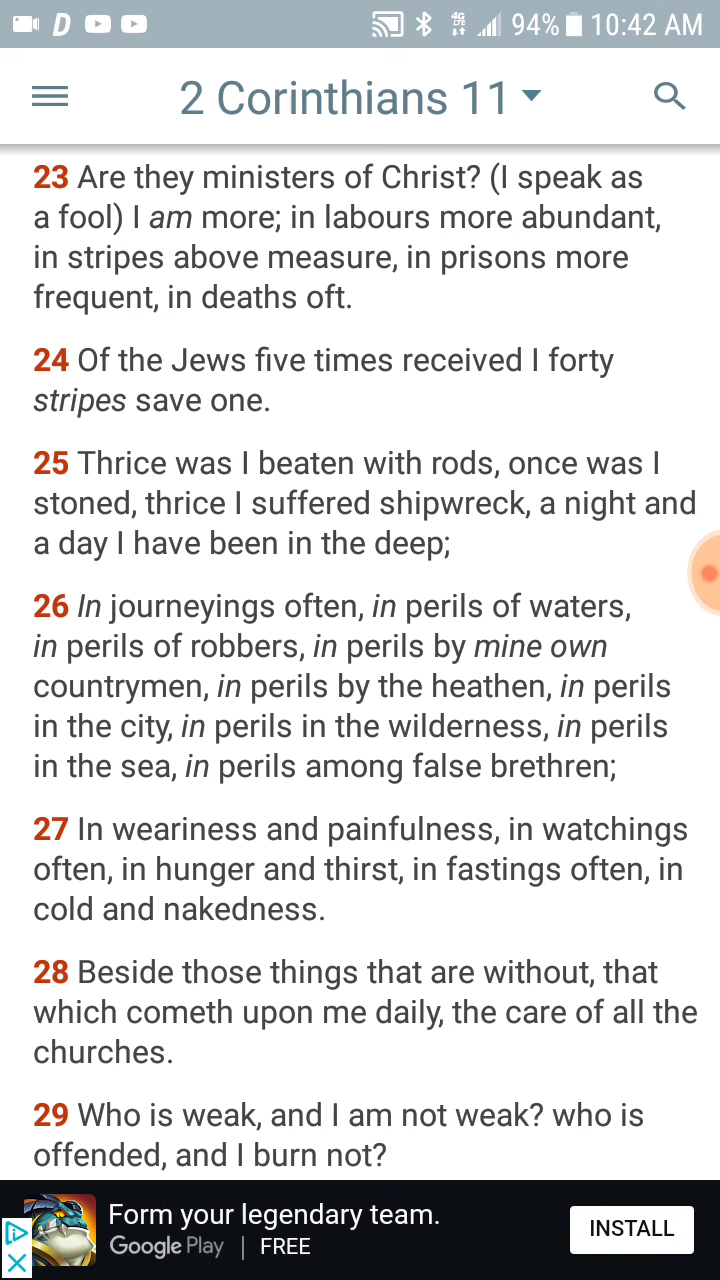 D 4G LTE 94% 10:42 AM
2 Corinthians 11
23 Are they ministers of Christ? (I speak as
a fool) I am more; in labours more abundant,
in stripes above measure, in prisons more
frequent, in deaths oft.
24 Of the Jews five times received I forty
stripes save one.
25 Thrice was I beaten with rods, once was I
stoned, thrice I suffered shipwreck, a night and
a day I have been in the deep;
26 In journeyings often, in perils of waters,
in perils of robbers, in perils by mine own
countrymen, in perils by the heathen, in perils
in the city, in perils in the wilderness, in perils
in the sea, in perils among false brethren;
27 In weariness and painfulness, in watchings
often, in hunger and thirst, in fastings often, in
cold and nakedness.
28 Beside those things that are without, that
which cometh upon me daily, the care of all the
churches.
29 Who is weak, and I am not weak? who is
offended, and I burn not?
Form your legendary team.
Google Play | FREE
INSTALL